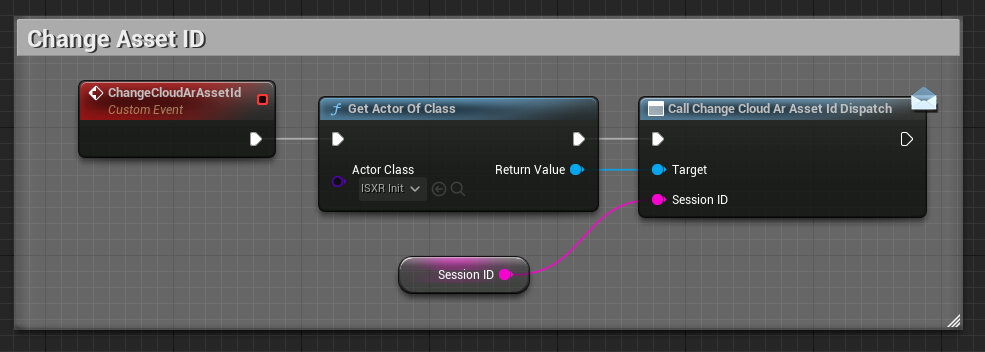 Change Asset ID
ChangeCloudArAssetId
Custom Event
Get Actor Of Class
Call Change Cloud Ar Asset Id Dispatch
Actor Class
Return Value
Target
ISXR Init
Session ID
Session ID